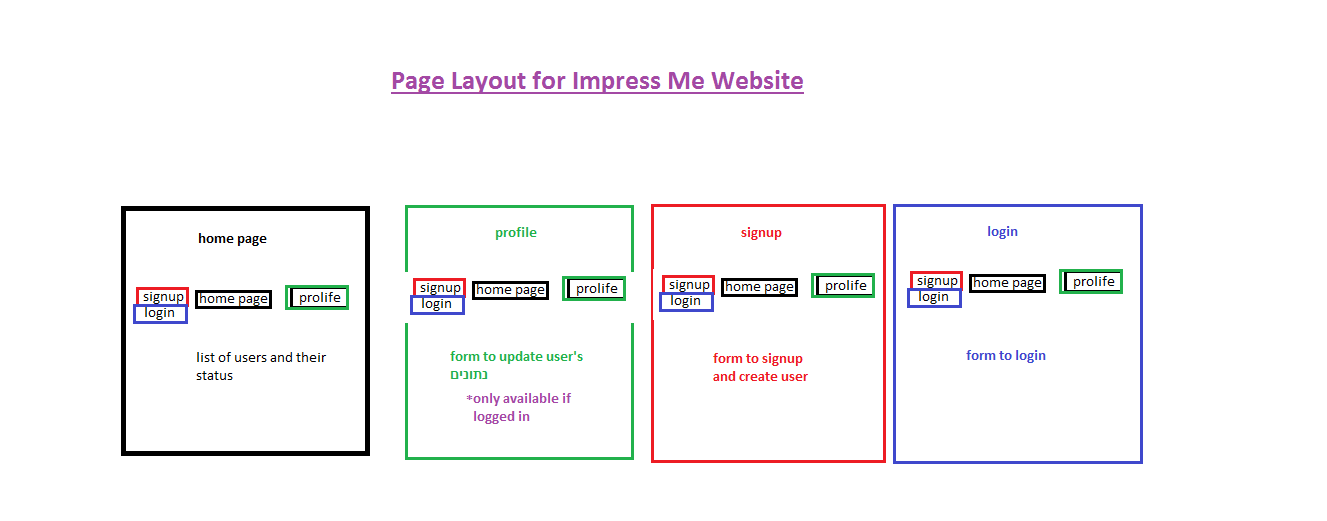 Page Layout for Impress Me Website
home page
signup
login
home page
prolife
list of users and their
status
profile
signup
login
home page
prolife
form to update user's
נתונים
*only available if
logged in
signup
signup
login
home page
prolife
form to signup
and create user
login
signup
login
home page
prolife
form to login